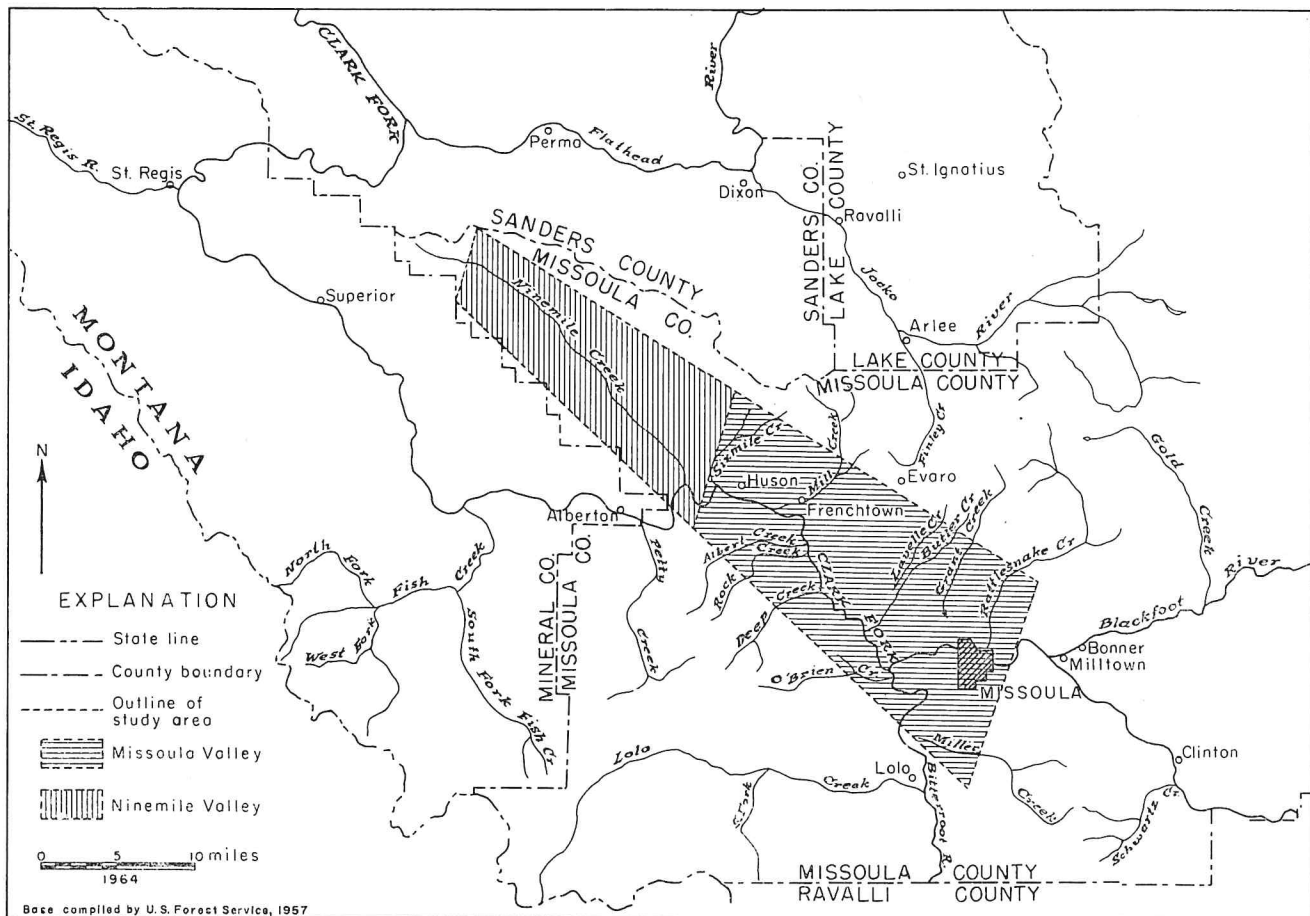 CLARK FORK
River
St. Regis R.
St. Regis
Perma
Flathead
Dixon
SANDERS CO.
LAKE COUNTY
St. Ignatius
Ravalli
SANDERS COUNTY
MISSOULA CO.
Jocko
River
Superior
Ninemile Creek
Arlee
LAKE COUNTY
MISSOULA COUNTY
MONTANA
IDAHO
Finley Cr
Sixmile Cr
Creek
Mill
Gold
Creek
N
Huson
Evaro
Frenchtown
Alberton
Lavelle Cr
Butler Cr
Grant Creek
Rattlesnake Cr
Albert Creek
Rock Creek
Deep Creek
CLARK FORK
Petty
Creek
North Fork
Fish Creek
West Fork
South Fork Fish Cr
MINERAL CO.
MISSOULA CO.
O'Brien Cr.
River
Blackfoot
Bonner
Milltown
MISSOULA
EXPLANATION
State line
County boundary
Outline of
study area
Missoula Valley
Ninemile Valley
0 5 10 miles
1964
Lolo
Creek
S. Fork
Lolo
Bitterroot R.
Miller
Creek
Clinton
Schwartz Cr
MISSOULA COUNTY
RAVALLI COUNTY
Base compiled by U.S. Forest Service, 1957